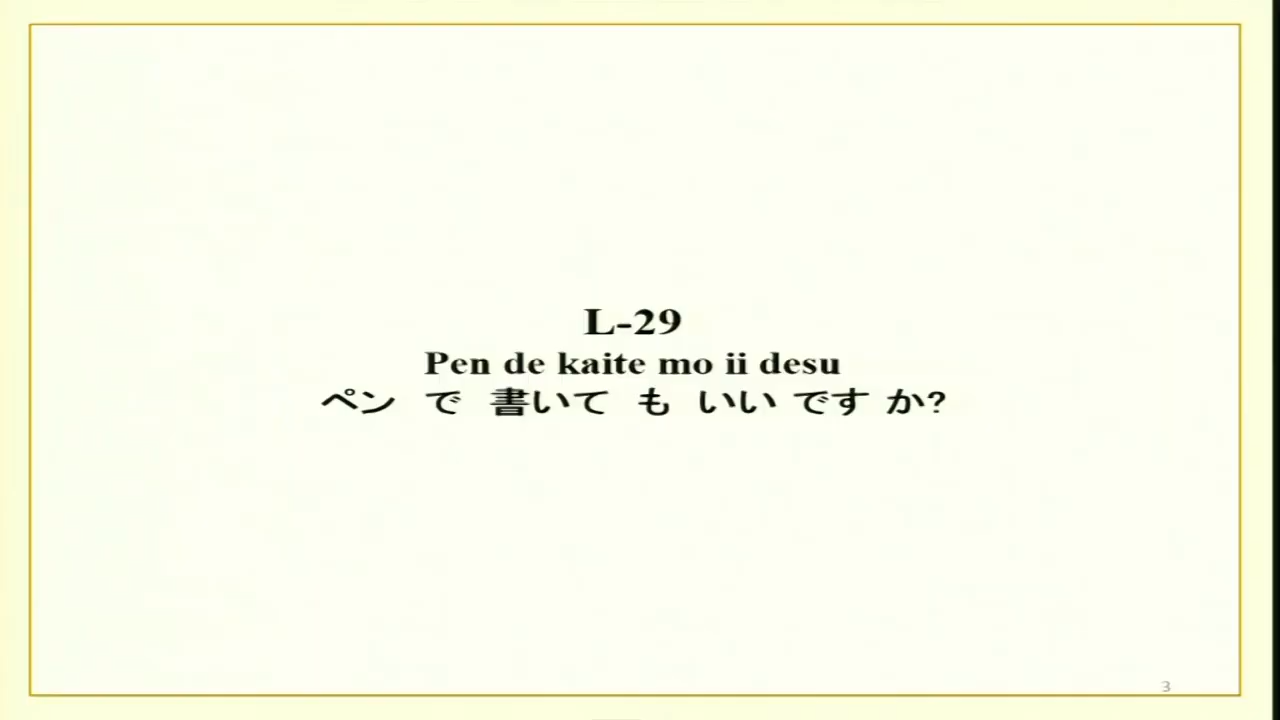 L-29
Pen de kaite mo ii desu
ペン で 書いて も いい です か?
3